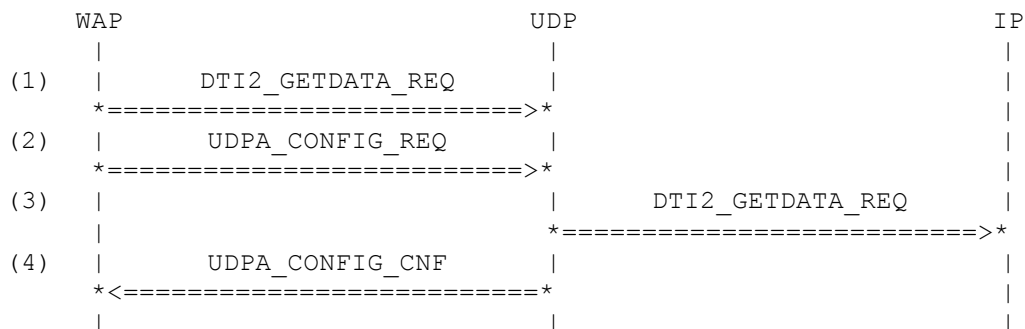 WAP UDP IP
(1) DTI2_GETDATA_REQ
*==========================>*
(2) UDPA_CONFIG_REQ
*==========================>*
(3) DTI2_GETDATA_REQ
*==========================>*
(4) UDPA_CONFIG_CNF
*<==========================*